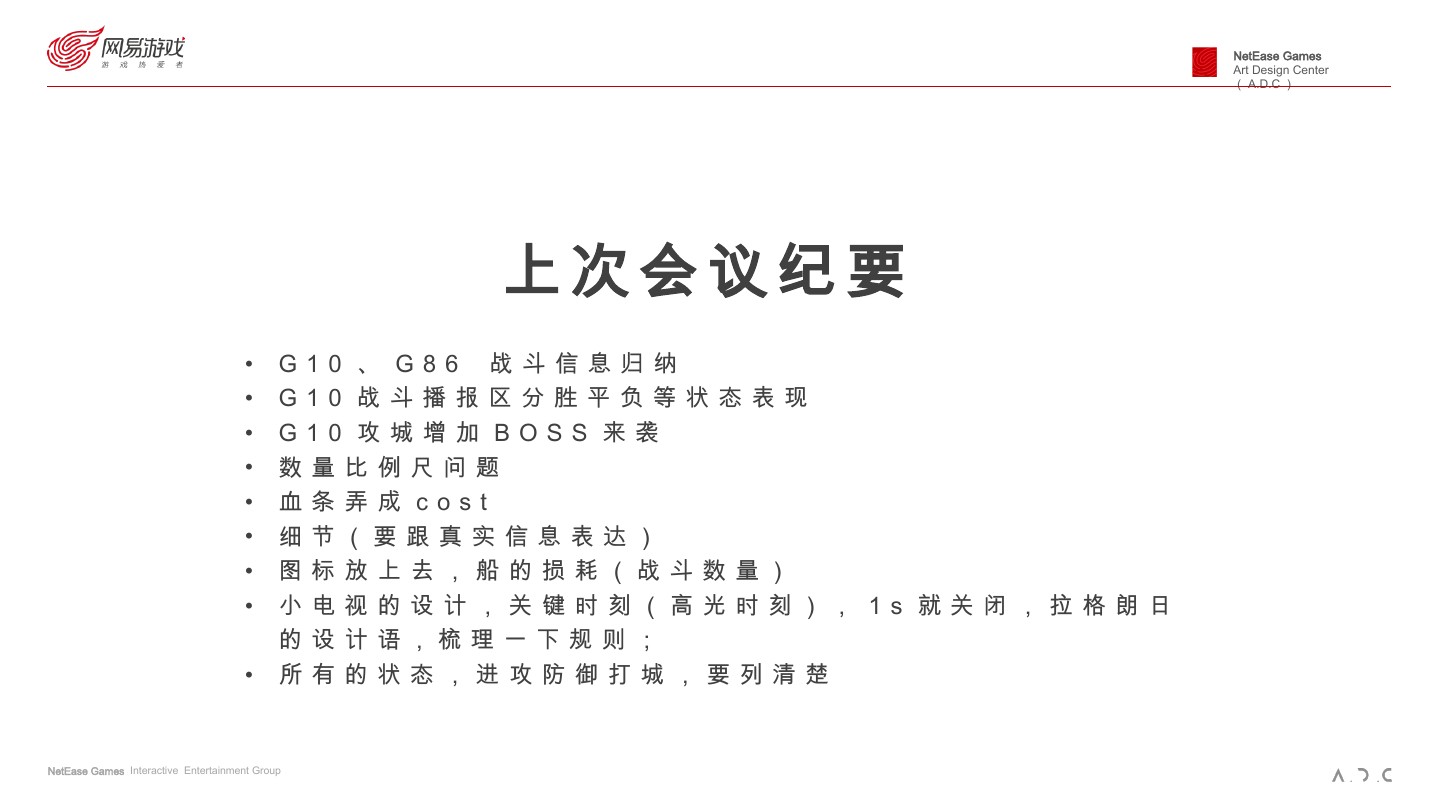 网易游戏
游戏热爱者
NetEase Games
Art Design Center
( A.D.C )
上次会议纪要
• G10、G86 战斗信息归纳
• G10战斗播报区分胜平负等状态表现
• G10攻城增加BOSS来袭
• 数量比例尺问题
• 血条弄成cost
• 细节(要跟真实信息表达)
• 图标放上去,船的损耗(战斗数量)
• 小电视的设计,关键时刻(高光时刻),1s就关闭,拉格朗日
的设计语,梳理一下规则;
• 所有的状态,进攻防御打城,要列清楚
NetEase Games Interactive Entertainment Group
A.D.C